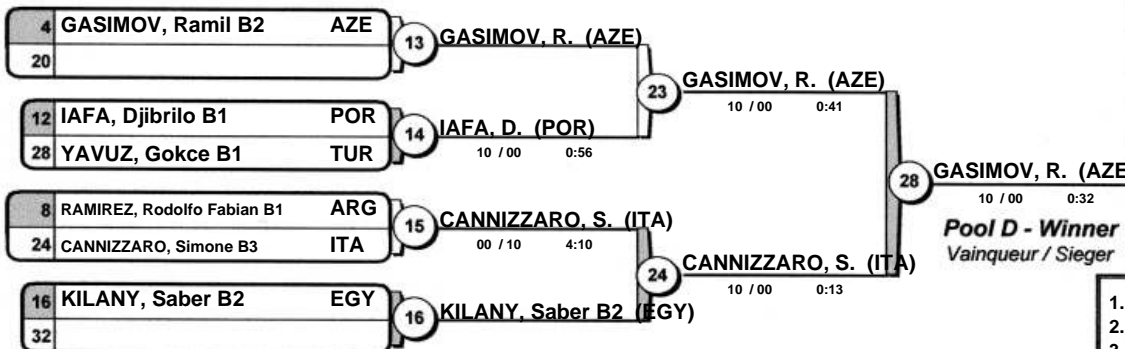 4 GASIMOV, Ramil B2 AZE
20
13 GASIMOV, R. (AZE)
12 IAFA, Djibrilo B1 POR
28 YAVUZ, Gokce B1 TUR
14 IAFA, D. (POR)
10 / 00 0:56
23 GASIMOV, R. (AZE)
10 / 00 0:41
8 RAMIREZ, Rodolfo Fabian B1 ARG
24 CANNIZZARO, Simone B3 ITA
15 CANNIZZARO, S. (ITA)
00 / 10 4:10
16 KILANY, Saber B2 EGY
32
16 KILANY, Saber B2 (EGY)
24 CANNIZZARO, S. (ITA)
10 / 00 0:13
28 GASIMOV, R. (AZE
10 / 00 0:32
Pool D - Winner
Vainqueur / Sieger
1.
2.